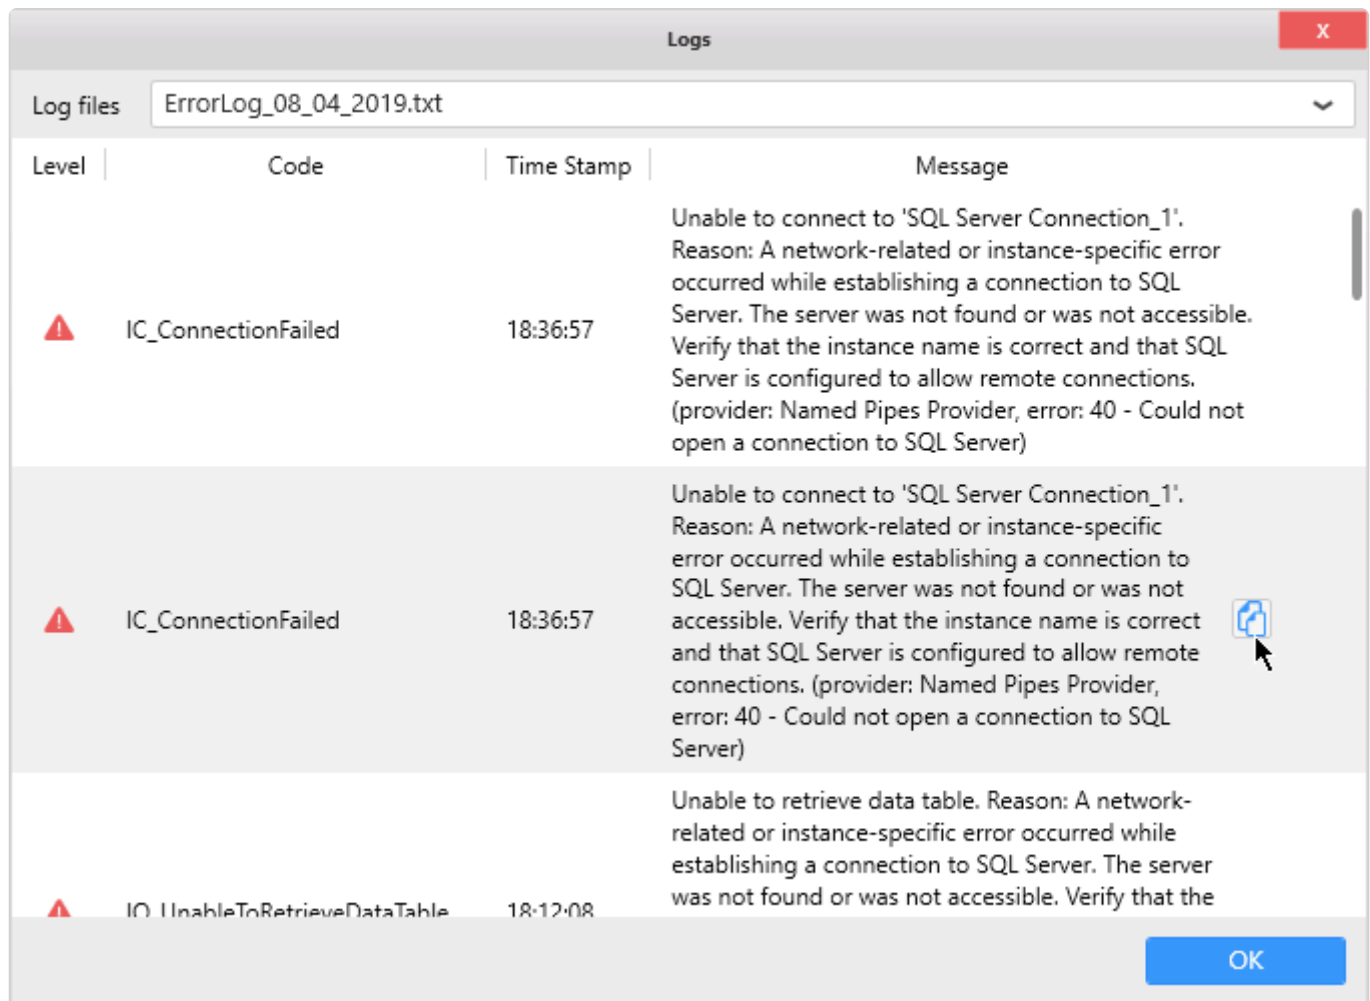 Logs
X
Log files
ErrorLog_08_04_2019.txt
Level Code Time Stamp Message
Unable to connect to 'SQL Server Connection_1'.
Reason: A network-related or instance-specific error
occurred while establishing a connection to SQL
Server. The server was not found or was not accessible.
IC_ConnectionFailed 18:36:57
Verify that the instance name is correct and that SQL
Server is configured to allow remote connections.
(provider: Named Pipes Provider, error: 40 - Could not
open a connection to SQL Server)
Unable to connect to 'SQL Server Connection_1'.
Reason: A network-related or instance-specific
error occurred while establishing a connection to
SQL Server. The server was not found or was not
IC_ConnectionFailed 18:36:57
accessible. Verify that the instance name is correct
and that SQL Server is configured to allow remote
connections. (provider: Named Pipes Provider,
error: 40 - Could not open a connection to SQL
Server)
Unable to retrieve data table. Reason: A network-
related or instance-specific error occurred while
establishing a connection to SQL Server. The server
was not found or was not accessible. Verify that the
IO_UnableToRetrieveDataTable 18:12:08
OK